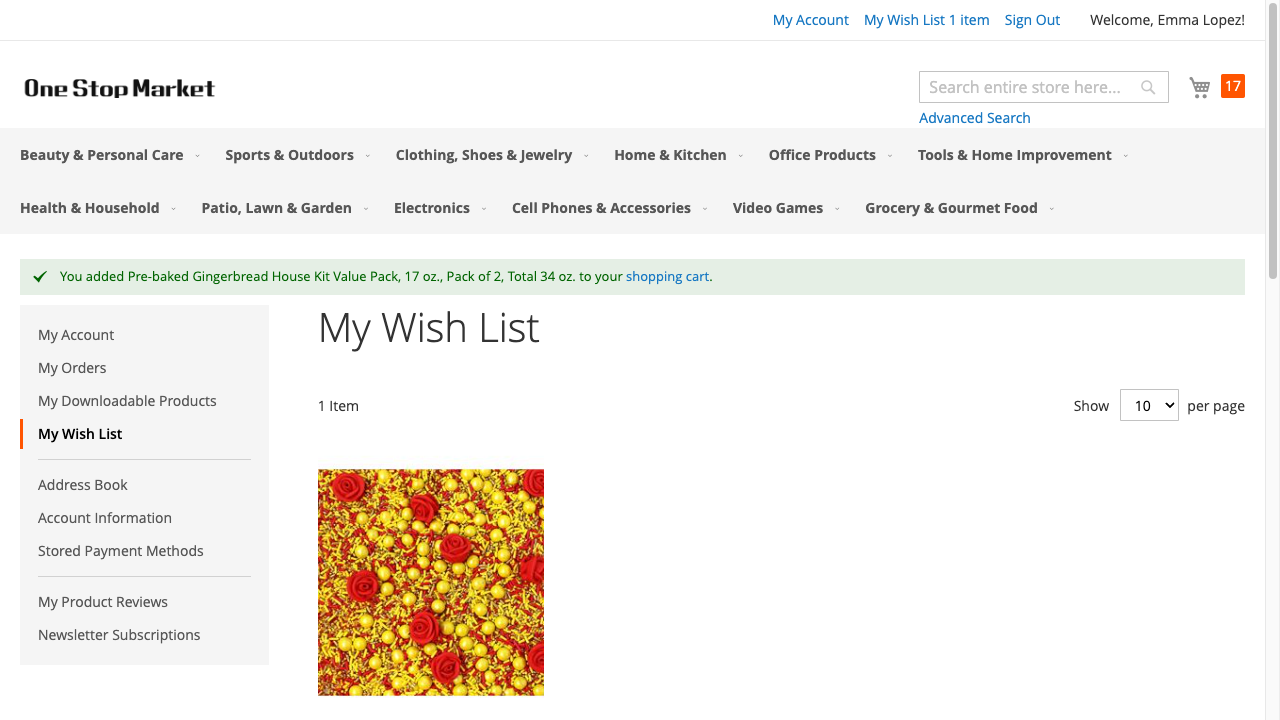 My Account My Wish List 1 item Sign Out Welcome, Emma Lopez!
One Stop Market
Search entire store here...
17
Advanced Search
Beauty & Personal Care Sports & Outdoors Clothing, Shoes & Jewelry Home & Kitchen Office Products Tools & Home Improvement
Health & Household Patio, Lawn & Garden Electronics Cell Phones & Accessories Video Games Grocery & Gourmet Food
You added Pre-baked Gingerbread House Kit Value Pack, 17 oz., Pack of 2, Total 34 oz. to your shopping cart.
My Account
My Orders
My Downloadable Products
My Wish List
Address Book
Account Information
Stored Payment Methods
My Product Reviews
Newsletter Subscriptions
My Wish List
1 Item
Show 10 per page